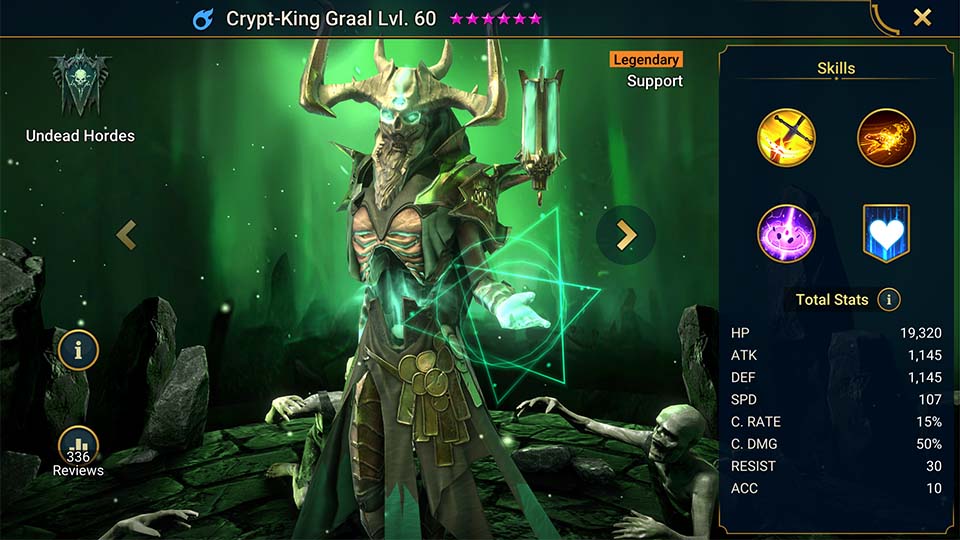 Crypt-King Graal Lvl. 60
Undead Hordes
Legendary
Support
336
Reviews
Skills
Total Stats
HP 19,320
ATK 1,145
DEF 1,145
SPD 107
C. RATE 15%
C. DMG 50%
RESIST 30
ACC 10